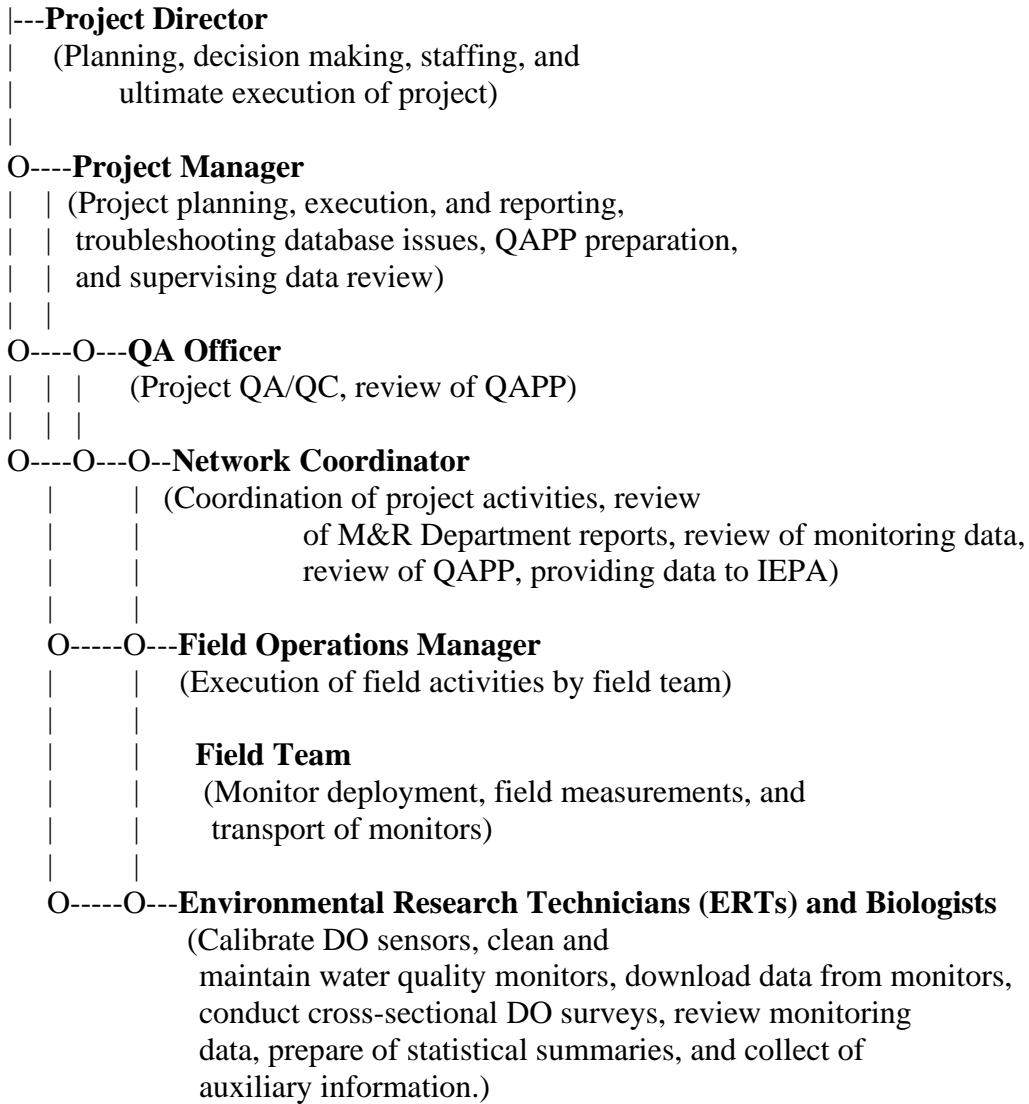 |---Project Director
| (Planning, decision making, staffing, and
| ultimate execution of project)
|
O----Project Manager
| | (Project planning, execution, and reporting,
| | troubleshooting database issues, QAPP preparation,
| | and supervising data review)
| |
O----O---QA Officer
| | | (Project QA/QC, review of QAPP)
| | |
O----O---O--Network Coordinator
| | (Coordination of project activities, review
| | of M&R Department reports, review of monitoring data,
| | review of QAPP, providing data to IEPA)
| |
O-----O---Field Operations Manager
| | (Execution of field activities by field team)
| |
| | Field Team
| | (Monitor deployment, field measurements, and
| | transport of monitors)
| |
O-----O---Environmental Research Technicians (ERTs) and Biologists
(Calibrate DO sensors, clean and
maintain water quality monitors, download data from monitors,
conduct cross-sectional DO surveys, review monitoring
data, prepare of statistical summaries, and collect of
auxiliary information.)